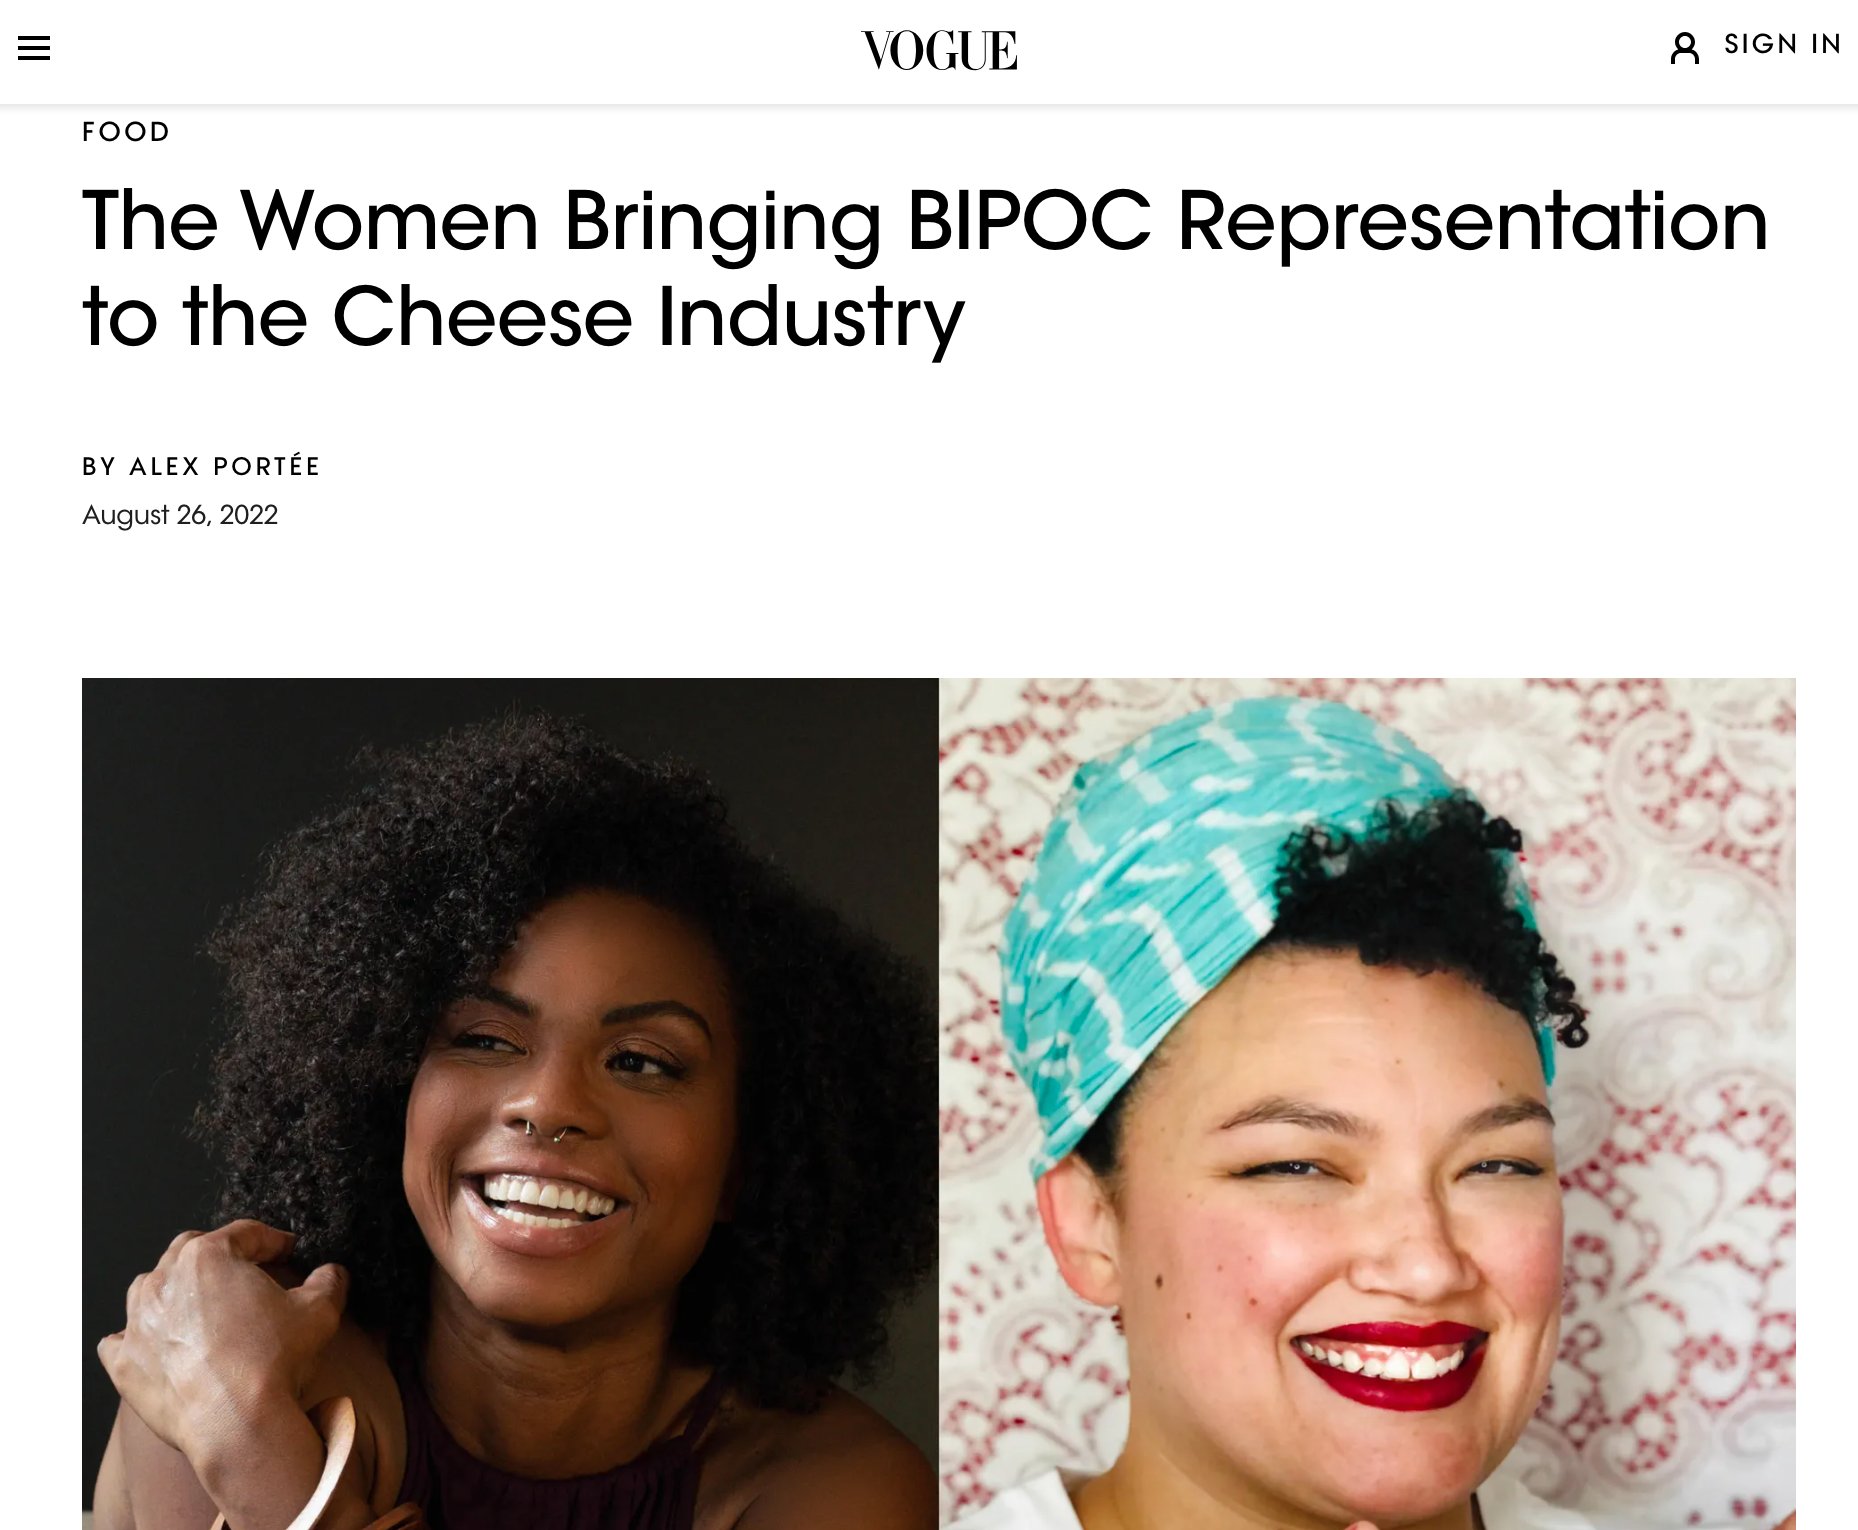 VOGUE
SIGN IN
FOOD
The Women Bringing BIPOC Representation
to the Cheese Industry
BY ALEX PORTÉE
August 26, 2022